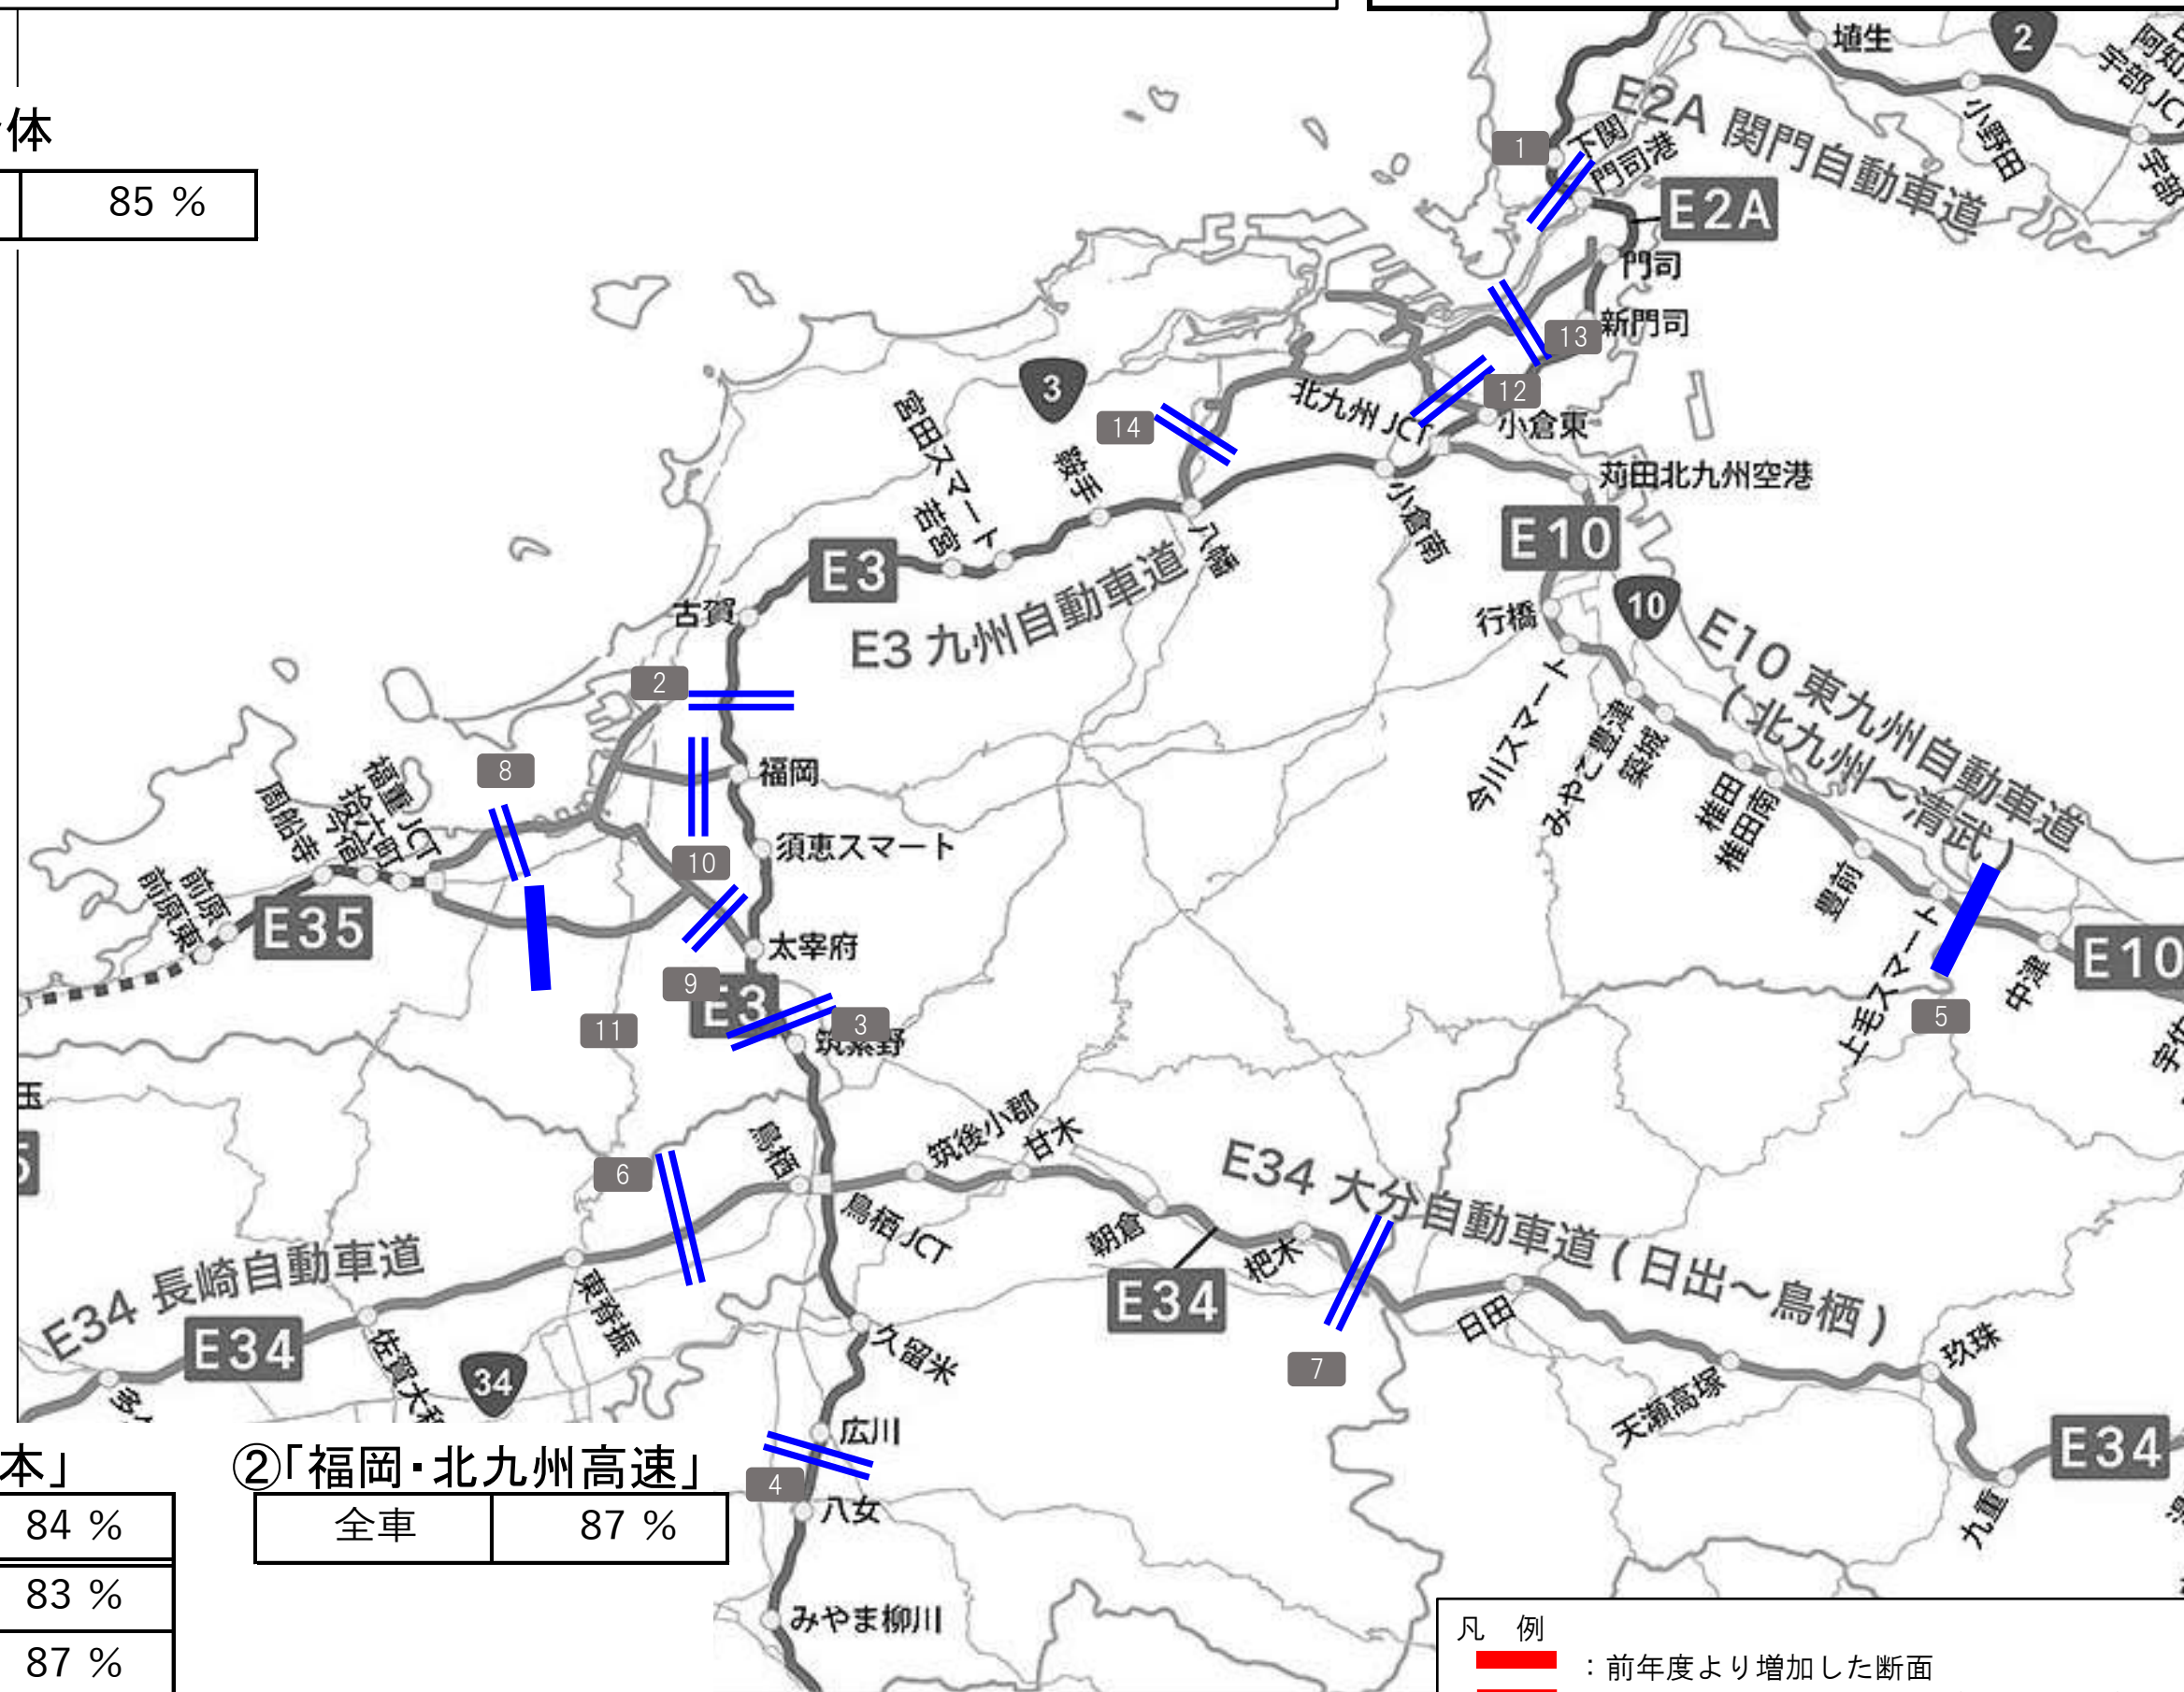 体
85 %
埴生
2
宇部 JCT
小野田
宇部
E2A 関門自動車道
1
下関
門司港
E2A
門司
新門司
13
12
北九州 JCT
小倉東
14
3
宮田スマート
若宮
鞍手
八幡
小倉南
苅田北九州空港
E10
E3
E3 九州自動車道
古賀
行橋
10
E10 東九州自動車道
(北九州～清武)
今川スマート
みやこ豊津
築城
椎田
椎田南
豊前
上毛スマート
中津
E10
5
2
福岡
8
10
須恵スマート
福重 JCT
拾六町
今宿
周船寺
前原
前原東
E35
太宰府
9
E3
3
筑紫野
11
玉
6
鳥栖
筑後小郡
甘木
鳥栖 JCT
朝倉
杷木
E34 大分自動車道 (日出～鳥栖)
E34
7
日田
天瀬高塚
玖珠
九重
E34
E34 長崎自動車道
E34
東脊振
佐賀大和
34
久留米
広川
4
八女
みやま柳川
本」
84 %
83 %
87 %
②「福岡・北九州高速」
全車 87 %
凡 例
：前年度より増加した断面